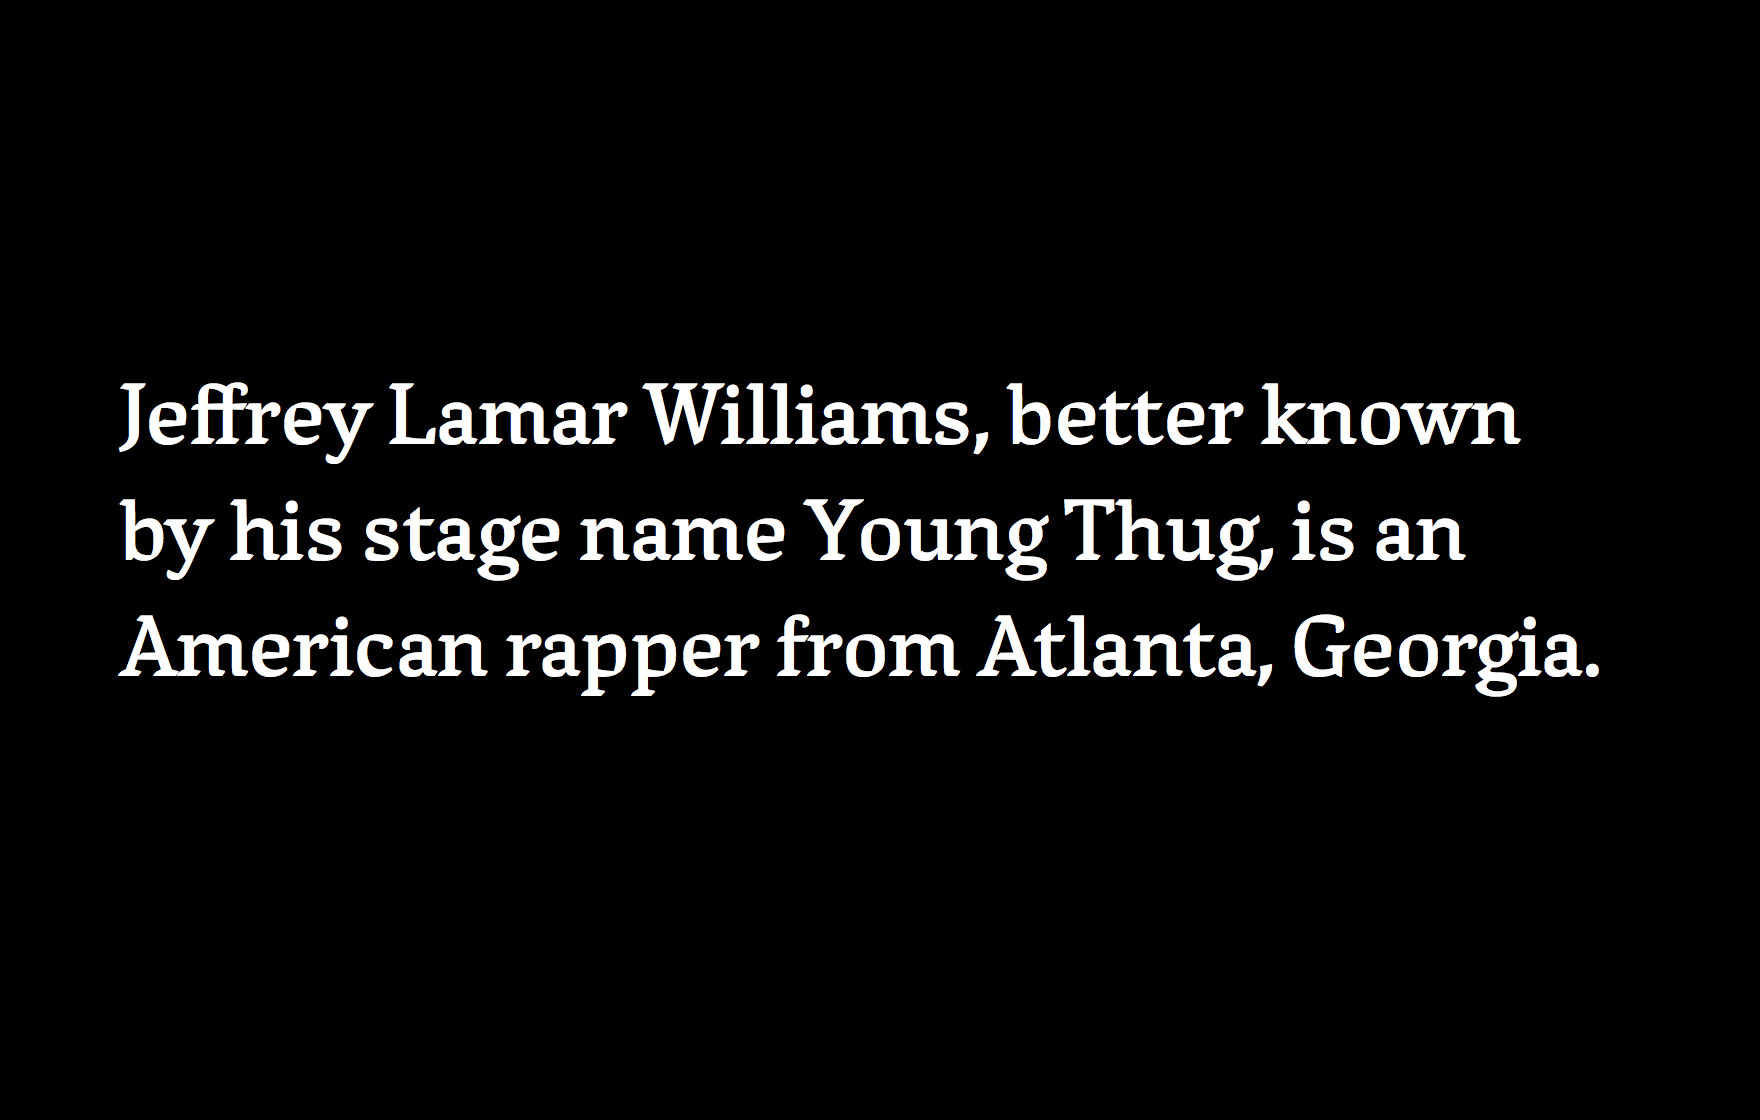 Jeffrey Lamar Williams, better known
by his stage name Young Thug, is an
American rapper from Atlanta, Georgia.